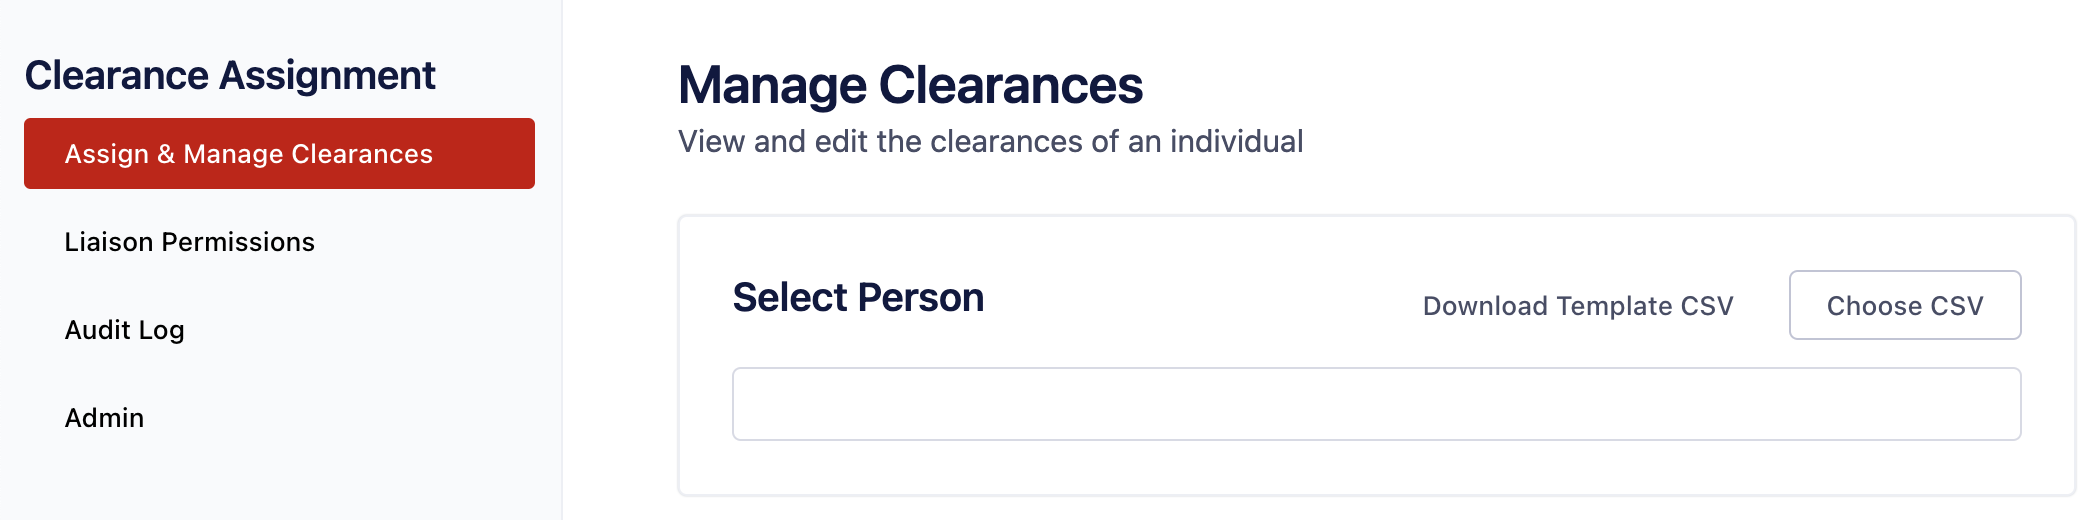 Clearance Assignment
Assign & Manage Clearances
Liaison Permissions
Audit Log
Admin
Manage Clearances
View and edit the clearances of an individual
Select Person
Download Template CSV
Choose CSV